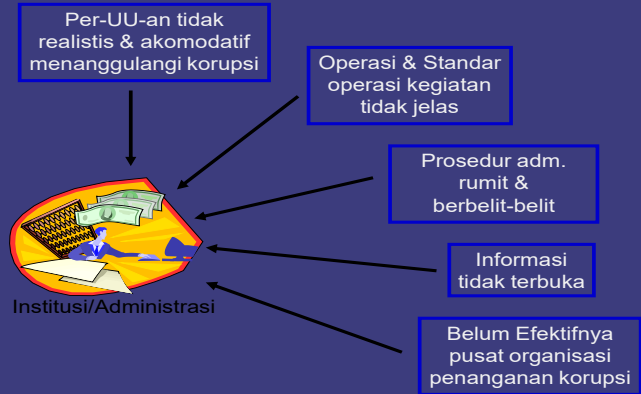 Per-UU-an tidak
realistis & akomodatif
menanggulangi korupsi
Operasi & Standar
operasi kegiatan
tidak jelas
Prosedur adm.
rumit &
berbelit-belit
Informasi
tidak terbuka
Institusi/Administrasi
Belum Efektifnya
pusat organisasi
penanganan korupsi